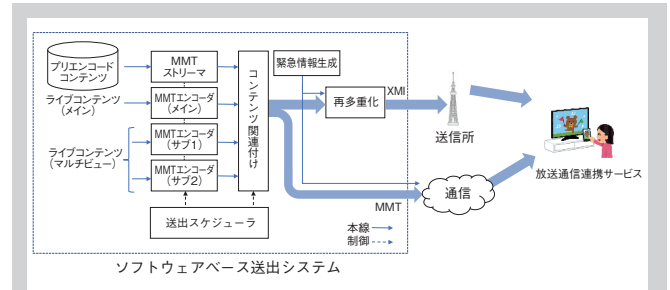 プリエンコード
コンテンツ
MMT
ストリーマ
ライブコンテンツ
(メイン)
MMTエンコーダ
(メイン)
ライブコンテンツ
(マルチビュー)
MMTエンコーダ
(サブ1)
MMTエンコーダ
(サブ2)
コンテンツ関連付け
送出スケジューラ
緊急情報生成
再多重化
XMI
送信所
通信
MMT
放送通信連携サービス
本線
制御
ソフトウェアベース送出システム